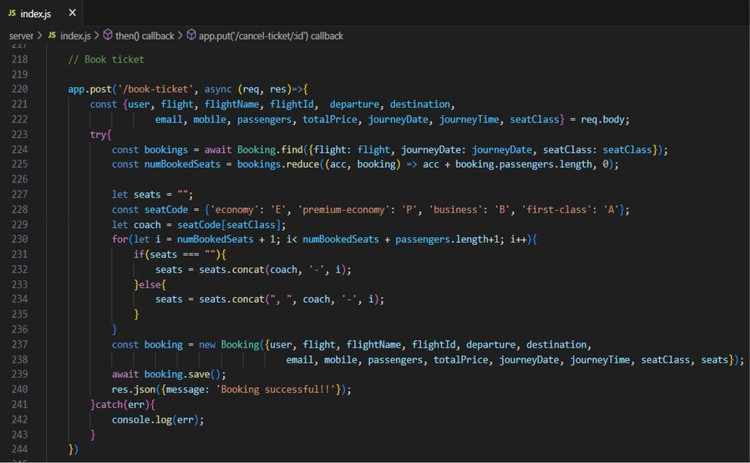 JS index.js X
server > JS index.js > then() callback > app.put('/cancel-ticket/:id') callback
217
218 // Book ticket
219
220 app.post('/book-ticket', async (req, res)=>{
221 const {user, flight, flightName, flightId,  departure, destination,
222 email, mobile, passengers, totalPrice, journeyDate, journeyTime, seatClass} = req.body;
223 try{
224 const bookings = await Booking.find({flight: flight, journeyDate: journeyDate, seatClass: seatClass});
225 const numBookedSeats = bookings.reduce((acc, booking) => acc + booking.passengers.length, 0);
226
227 let seats = "";
228 const seatCode = {'economy': 'E', 'premium-economy': 'P', 'business': 'B', 'first-class': 'A'};
229 let coach = seatCode[seatClass];
230 for(let i = numBookedSeats + 1; i< numBookedSeats + passengers.length+1; i++){
231 if(seats === ""){
232 seats = seats.concat(coach, '-', i);
233 }else{
234 seats = seats.concat(", ", coach, '-', i);
235 }
236 }
237 const booking = new Booking({user, flight, flightName, flightId, departure, destination,
238 email, mobile, passengers, totalPrice, journeyDate, journeyTime, seatClass, seats});
239 await booking.save();
240 res.json({message: 'Booking successful!!'});
241 }catch(err){
242 console.log(err);
243 }
244 })